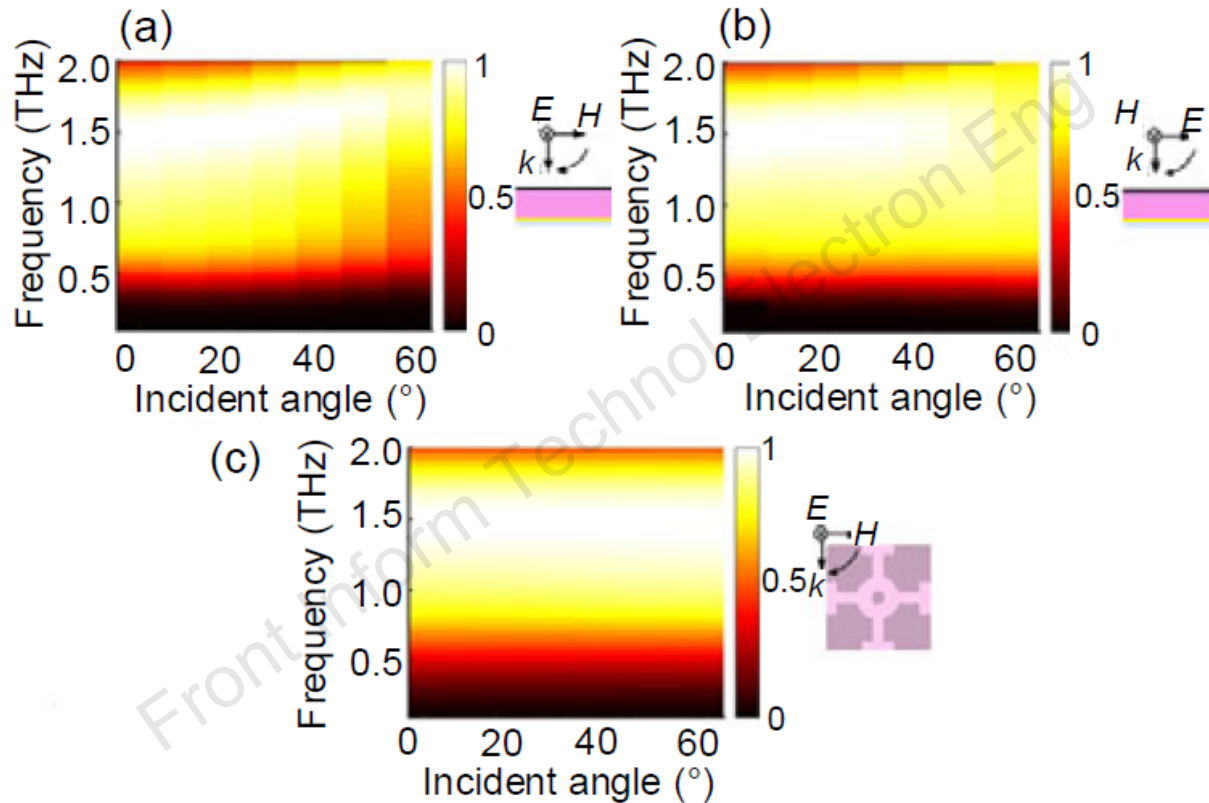 (a)
Frequency (THz)
2.0
1.5
1.0
0.5
0 20 40 60
Incident angle (°)
1
0.5
0
E
H
k
(b)
Frequency (THz)
2.0
1.5
1.0
0.5
0 20 40 60
Incident angle (°)
1
0.5
0
H
E
k
(c)
Frequency (THz)
2.0
1.5
1.0
0.5
0 20 40 60
Incident angle (°)
1
0.5
0
E
H
k
Front Inform Technol Electron Eng